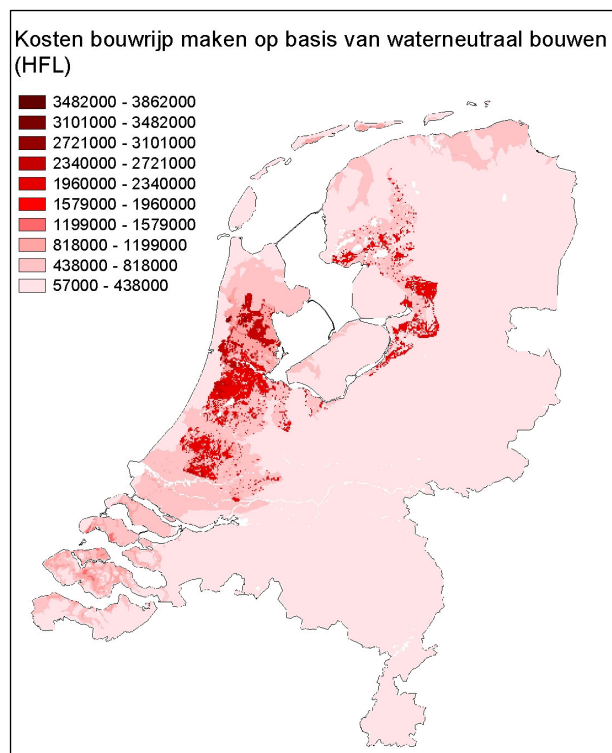 Kosten bouwrijp maken op basis van waterneutraal bouwen
(HFL)
3482000 - 3862000
3101000 - 3482000
2721000 - 3101000
2340000 - 2721000
1960000 - 2340000
1579000 - 1960000
1199000 - 1579000
818000 - 1199000
438000 - 818000
57000 - 438000